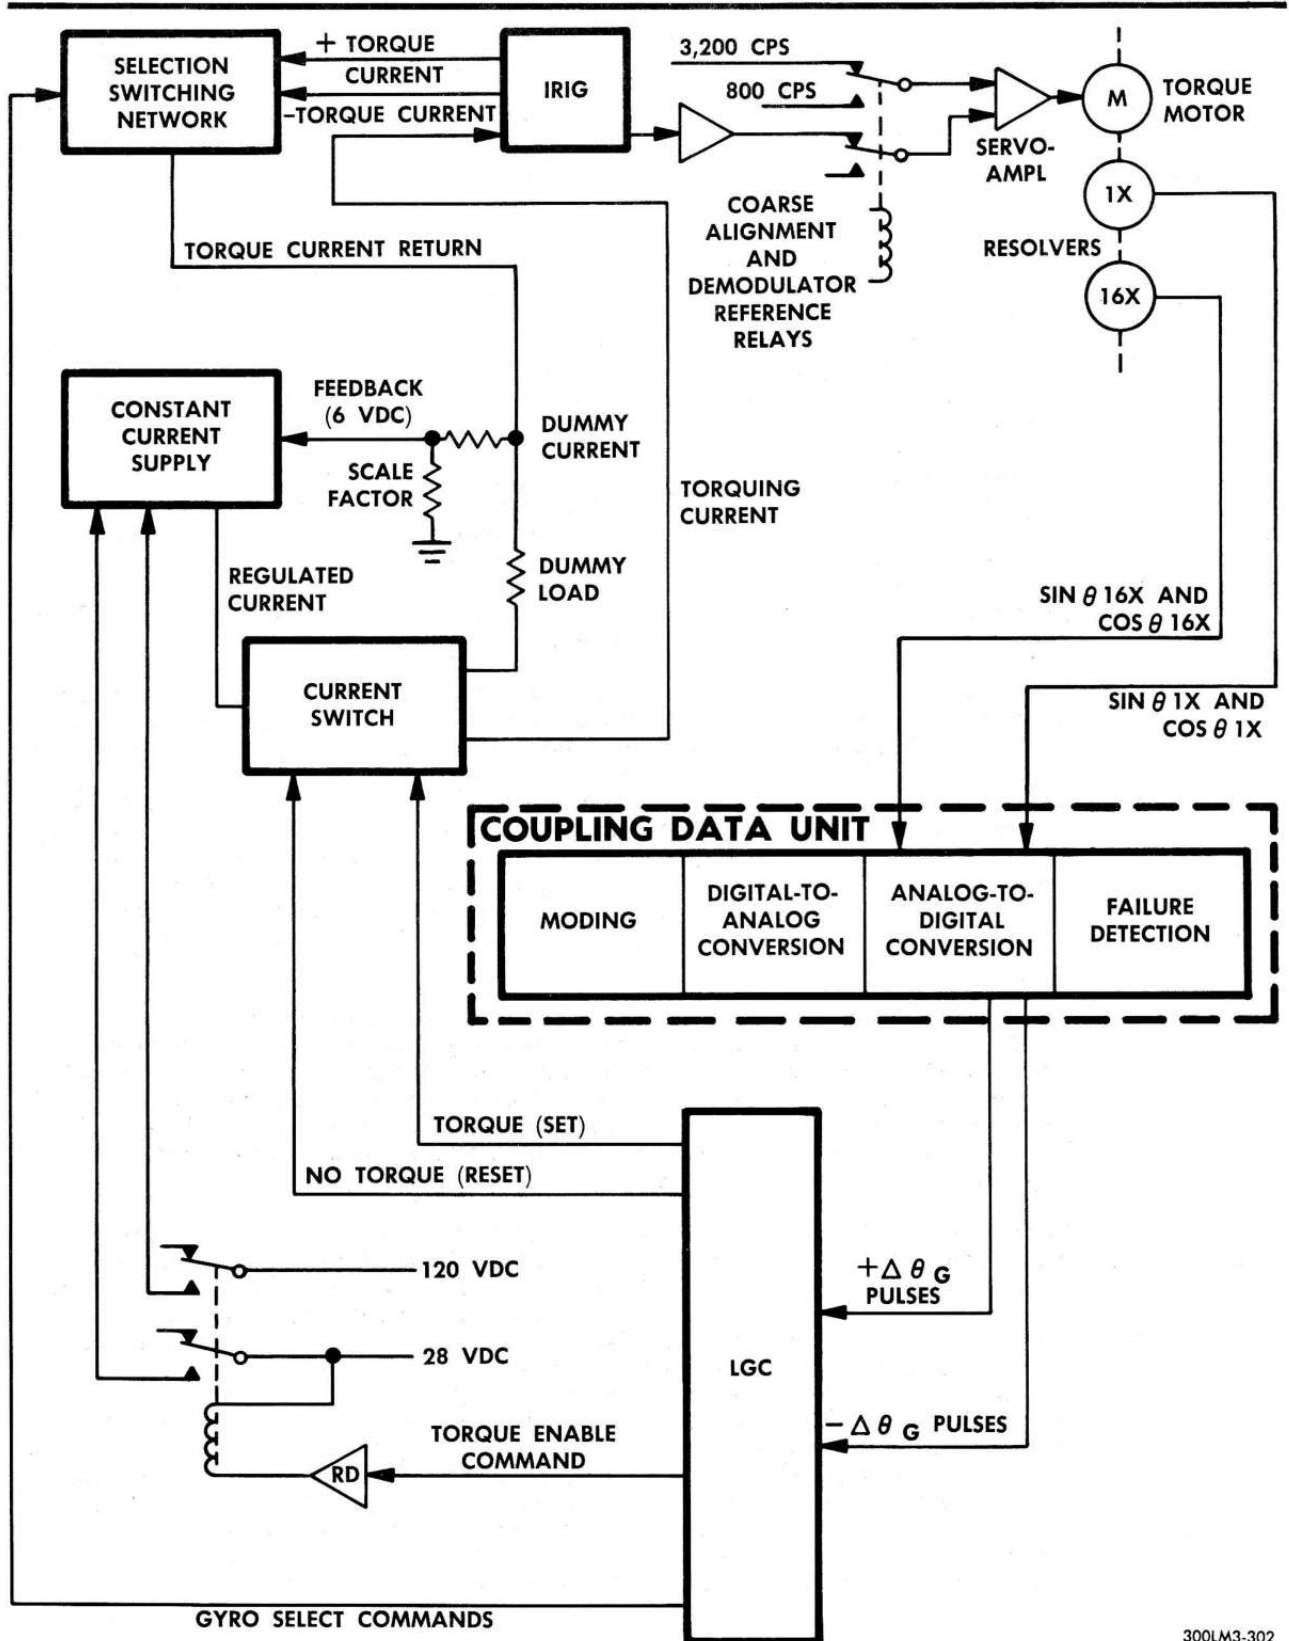 SELECTION
SWITCHING
NETWORK
+ TORQUE
CURRENT
-TORQUE CURRENT
IRIG
3,200 CPS
800 CPS
SERVO-
AMPL
M
TORQUE
MOTOR
1X
RESOLVERS
16X
COARSE
ALIGNMENT
AND
DEMODULATOR
REFERENCE
RELAYS
TORQUE CURRENT RETURN
CONSTANT
CURRENT
SUPPLY
FEEDBACK
(6 VDC)
SCALE
FACTOR
DUMMY
CURRENT
TORQUING
CURRENT
REGULATED
CURRENT
DUMMY
LOAD
CURRENT
SWITCH
SIN θ 16X AND
COS θ 16X
SIN θ 1X AND
COS θ 1X
COUPLING DATA UNIT
MODING
DIGITAL-TO-
ANALOG
CONVERSION
ANALOG-TO-
DIGITAL
CONVERSION
FAILURE
DETECTION
TORQUE (SET)
NO TORQUE (RESET)
120 VDC
28 VDC
+ Δ θ G
PULSES
LGC
- Δ θ G PULSES
TORQUE ENABLE
COMMAND
RD
GYRO SELECT COMMANDS
300LM3-302